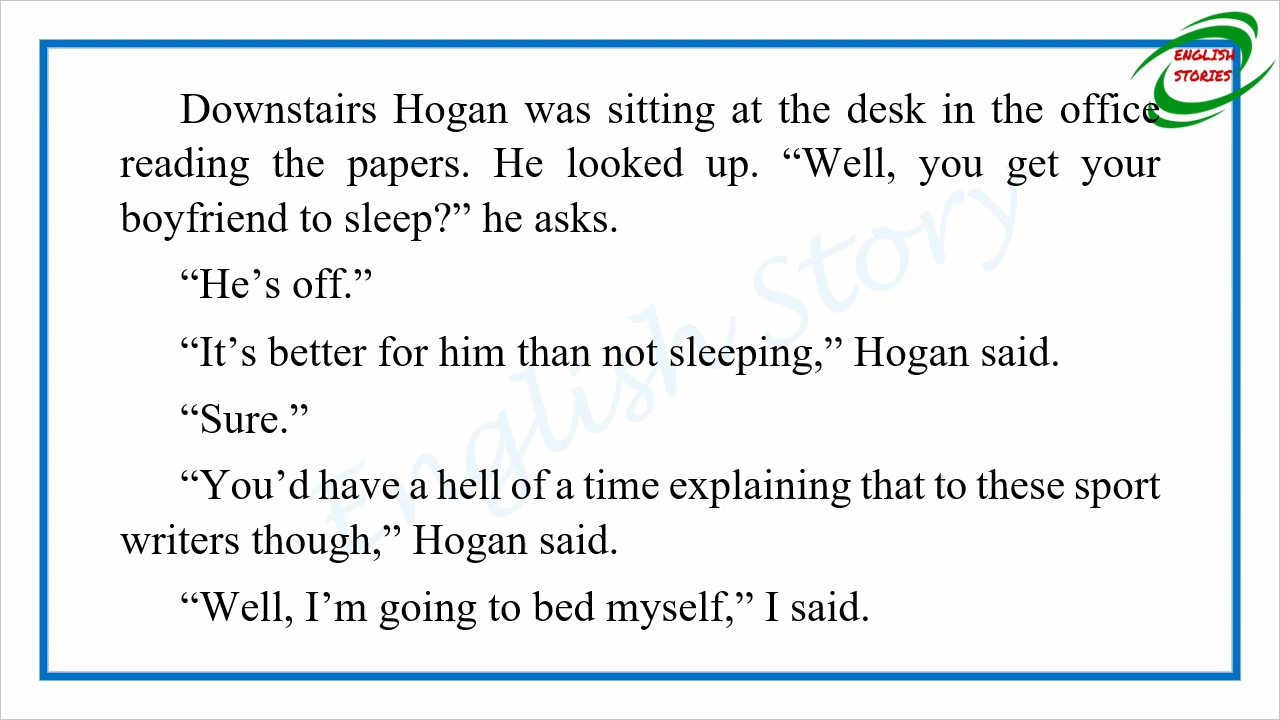 ENGLISH
STORIES
Downstairs Hogan was sitting at the desk in the office
reading the papers. He looked up. “Well, you get your
boyfriend to sleep?” he asks.
“He’s off.”
“It’s better for him than not sleeping,” Hogan said.
“Sure.”
“You’d have a hell of a time explaining that to these sport
writers though,” Hogan said.
“Well, I’m going to bed myself,” I said.
English Story